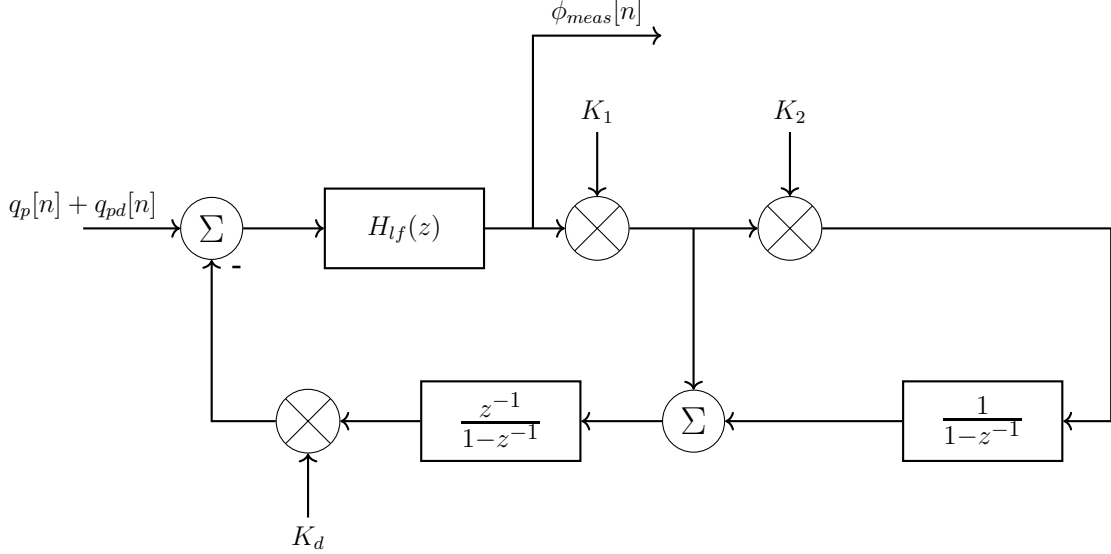 ϕ_meas[n]
K_1
K_2
q_p[n] + q_pd[n]
Σ
H_lf(z)
-
z^−1
1−z^−1
Σ
1
1−z^−1
K_d